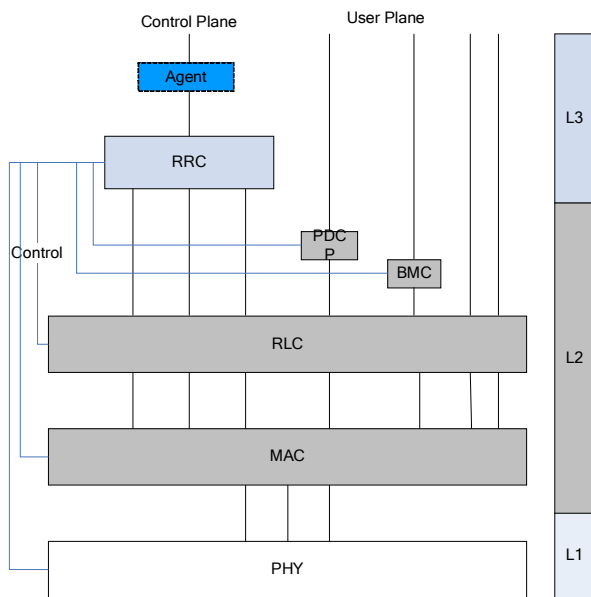 Control Plane
User Plane
Agent
L3
RRC
PDC
P
Control
BMC
RLC
L2
MAC
PHY
L1